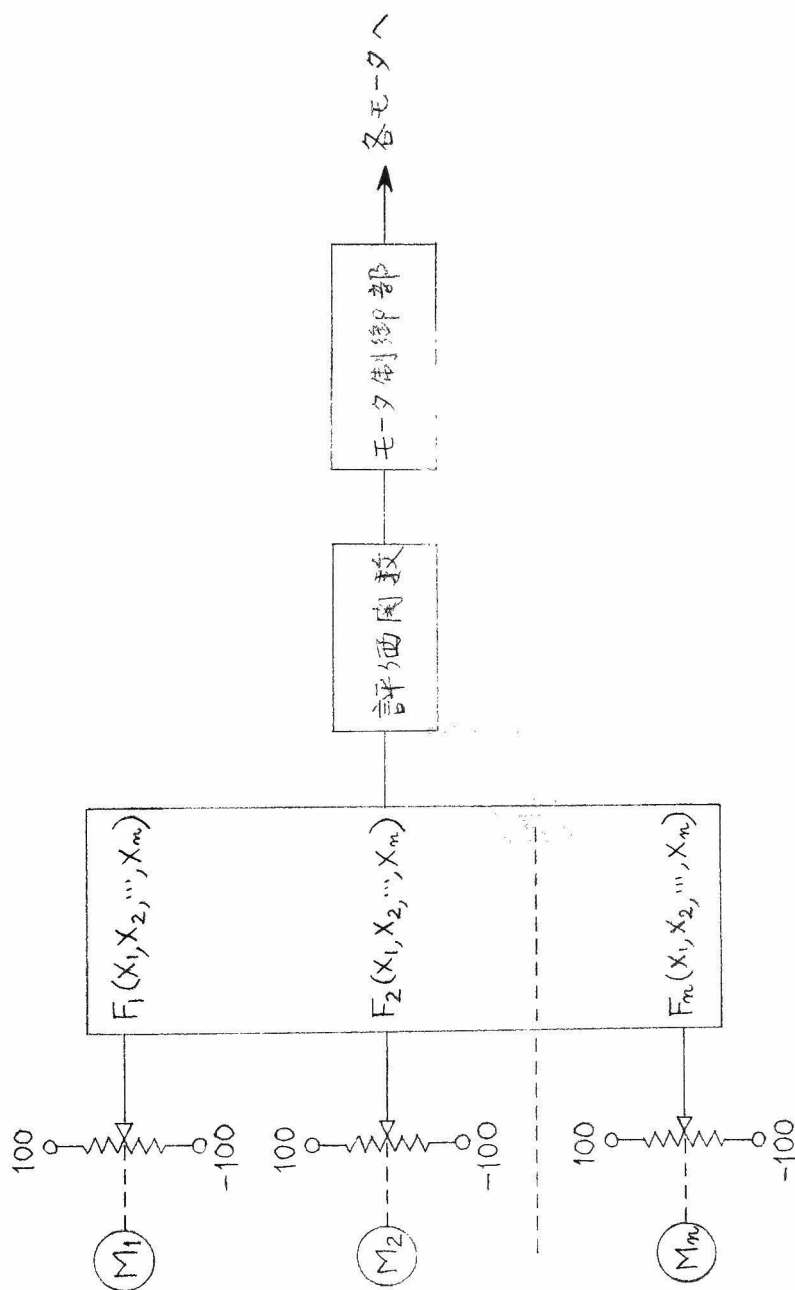 M₁
100
-100
F₁(X₁,X₂,…,Xₙ)
M₂
100
-100
F₂(X₁,X₂,…,Xₙ)
Mₙ
100
-100
Fₙ(X₁,X₂,…,Xₙ)
評価関数
モータ制御部
各モータへ